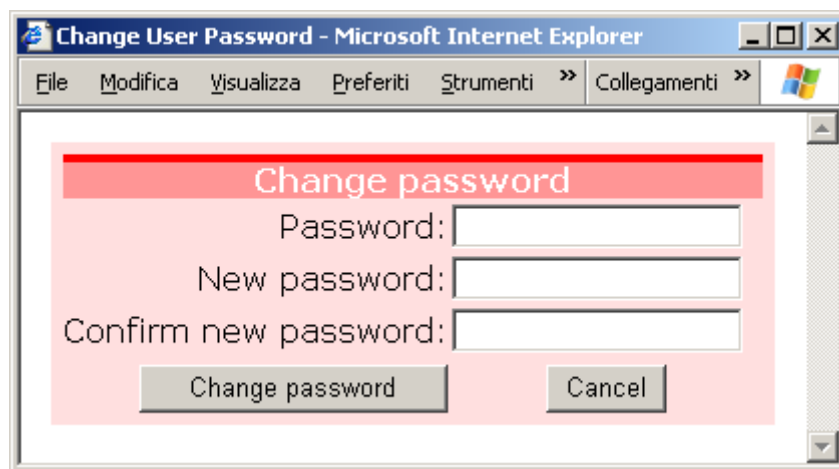 Change User Password - Microsoft Internet Explorer
File Modifica Visualizza Preferiti Strumenti » Collegamenti »
Change password
Password:
New password:
Confirm new password:
Change password Cancel